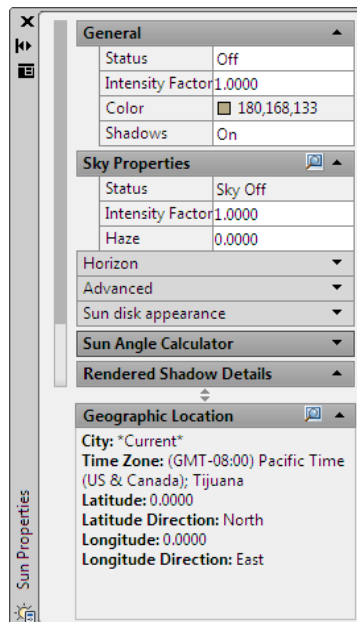 General
Status Off
Intensity Factor 1.0000
Color 180,168,133
Shadows On
Sky Properties
Status Sky Off
Intensity Factor 1.0000
Haze 0.0000
Horizon
Advanced
Sun disk appearance
Sun Angle Calculator
Rendered Shadow Details
Geographic Location
City: *Current*
Time Zone: (GMT-08:00) Pacific Time
(US & Canada); Tijuana
Latitude: 0.0000
Latitude Direction: North
Longitude: 0.0000
Longitude Direction: East
Sun Properties